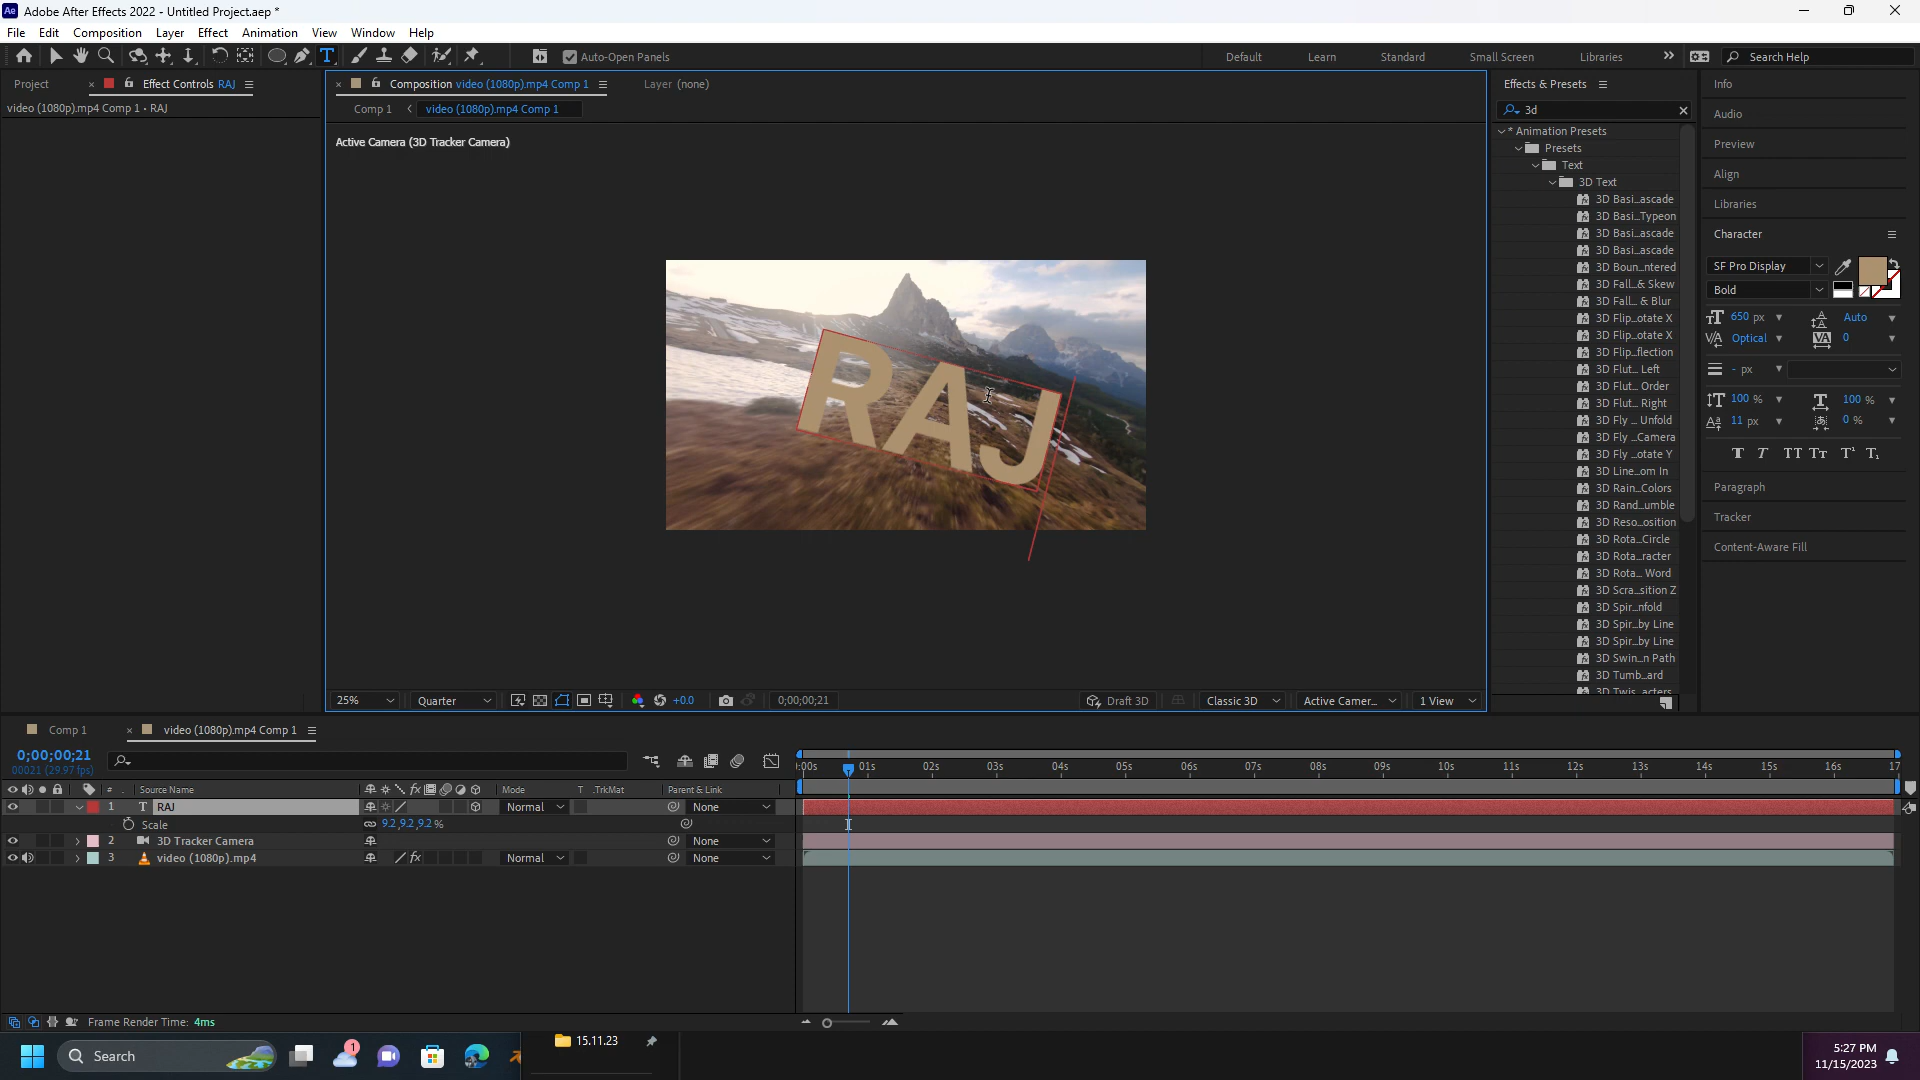 Adobe After Effects 2022 - Untitled Project.aep *
File Edit Composition Layer Effect Animation View Window Help
Auto-Open Panels
Default Learn Standard Small Screen Libraries
Search Help
Project
Effect Controls RAJ
Composition video (1080p).mp4 Comp 1
Layer (none)
Effects & Presets
Info
video (1080p).mp4 Comp 1 • RAJ
Comp 1
video (1080p).mp4 Comp 1
3d
Audio
* Animation Presets
Active Camera (3D Tracker Camera)
Preview
Presets
Text
Align
3D Text
3D Basi...ascade
Libraries
3D Basi...Typeon
3D Basi...ascade
Character
3D Basi...ascade
3D Boun...ntered
SF Pro Display
3D Fall...& Skew
Bold
3D Fall... & Blur
3D Flip...otate X
650 px Auto
3D Flip...otate X
Optical 0
3D Flip...flection
3D Flut... Left
- px
3D Flut... Order
3D Flut... Right
100 % 100 %
3D Fly ... Unfold
11 px 0 %
3D Fly ...Camera
3D Fly ...otate Y
T T TT Tt T¹ T₁
3D Line...om In
3D Rain...Colors
Paragraph
3D Rand...umble
3D Reso...osition
Tracker
3D Rota...Circle
3D Rota...racter
Content-Aware Fill
3D Rota... Word
3D Scra...sition Z
3D Spir...nfold
3D Spir...by Line
3D Spir...by Line
3D Swin...n Path
3D Tumb...ard
3D Twis...acters
RAJ
25% Quarter +0.0 0;00;00;21 Draft 3D Classic 3D Active Camer... 1 View
Comp 1
video (1080p).mp4 Comp 1
0;00;00;21
00021 (29.97 fps)
:00s 01s 02s 03s 04s 05s 06s 07s 08s 09s 10s 11s 12s 13s 14s 15s 16s 17
# Source Name Mode T .TrkMat Parent & Link
1 T RAJ Normal None
Scale 9.2,9.2,9.2 %
2 3D Tracker Camera None
3 video (1080p).mp4 Normal None
Frame Render Time: 4ms
Search
1
15.11.23
5:27 PM
11/15/2023